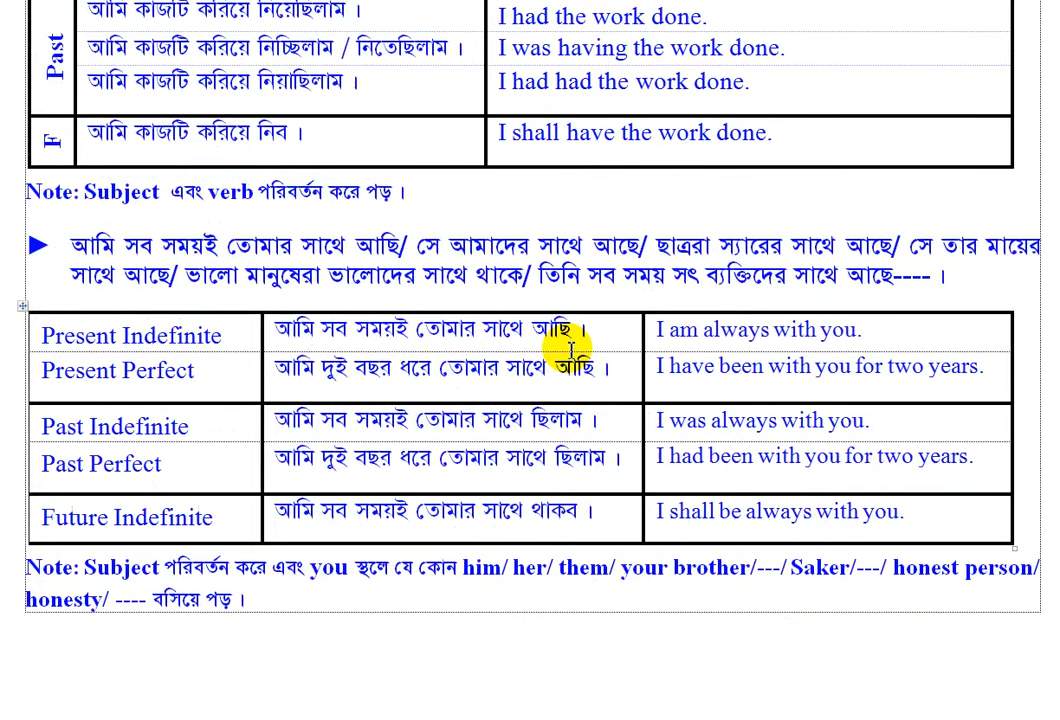 আমি কাজটি করিয়ে নিয়েছিলাম । I had the work done.
Past আমি কাজটি করিয়ে নিচ্ছিলাম / নিতেছিলাম । I was having the work done.
আমি কাজটি করিয়ে নিয়াছিলাম । I had had the work done.
F আমি কাজটি করিয়ে নিব । I shall have the work done.
Note: Subject এবং verb পরিবর্তন করে পড় ।
► আমি সব সময়ই তোমার সাথে আছি/ সে আমাদের সাথে আছে/ ছাত্ররা স্যারের সাথে আছে/ সে তার মায়ের
সাথে আছে/ ভালো মানুষেরা ভালোদের সাথে থাকে/ তিনি সব সময় সৎ ব্যক্তিদের সাথে আছে---- ।
Present Indefinite আমি সব সময়ই তোমার সাথে আছি । I am always with you.
Present Perfect আমি দুই বছর ধরে তোমার সাথে আছি । I have been with you for two years.
Past Indefinite আমি সব সময়ই তোমার সাথে ছিলাম । I was always with you.
Past Perfect আমি দুই বছর ধরে তোমার সাথে ছিলাম । I had been with you for two years.
Future Indefinite আমি সব সময়ই তোমার সাথে থাকব । I shall be always with you.
Note: Subject পরিবর্তন করে এবং you স্থলে যে কোন him/ her/ them/ your brother/---/ Saker/---/ honest person/
honesty/ ---- বসিয়ে পড় ।